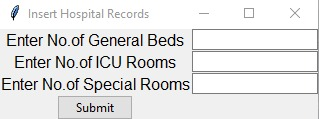 Insert Hospital Records
Enter No.of General Beds
Enter No.of ICU Rooms
Enter No.of Special Rooms
Submit